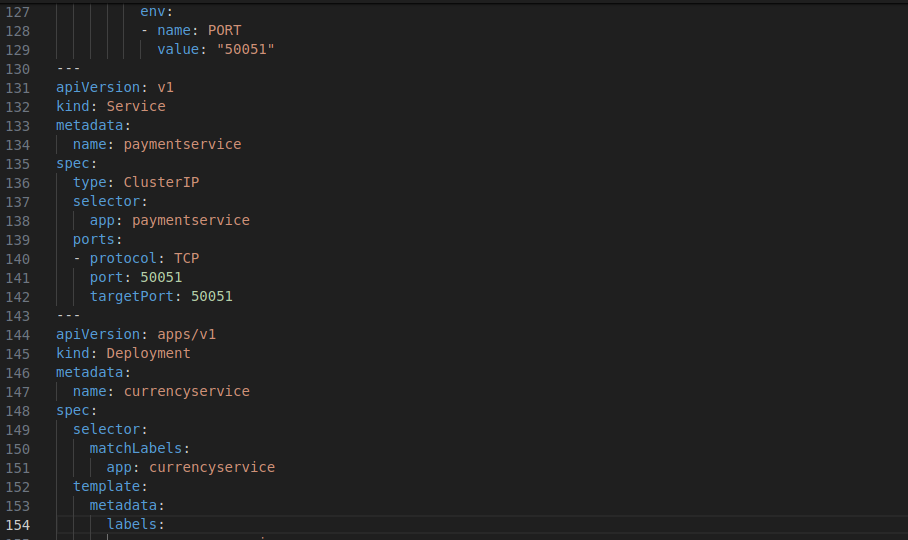 127 env:
128 - name: PORT
129 value: "50051"
130 ---
131 apiVersion: v1
132 kind: Service
133 metadata:
134 name: paymentservice
135 spec:
136 type: ClusterIP
137 selector:
138 app: paymentservice
139 ports:
140 - protocol: TCP
141 port: 50051
142 targetPort: 50051
143 ---
144 apiVersion: apps/v1
145 kind: Deployment
146 metadata:
147 name: currencyservice
148 spec:
149 selector:
150 matchLabels:
151 app: currencyservice
152 template:
153 metadata:
154 labels: